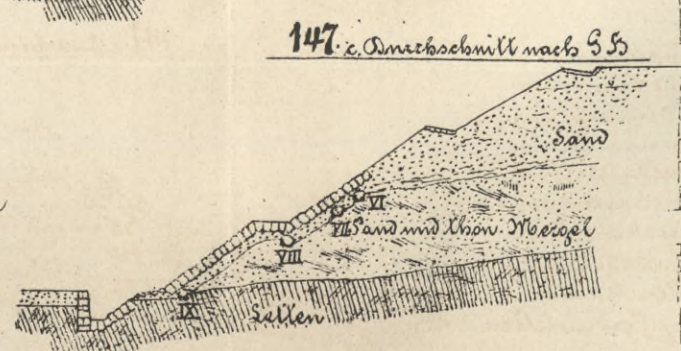 147. c. Durchschnitt nach G H
Sand
VI
VII Sand und thon. Mergel
VIII
IX
Letten